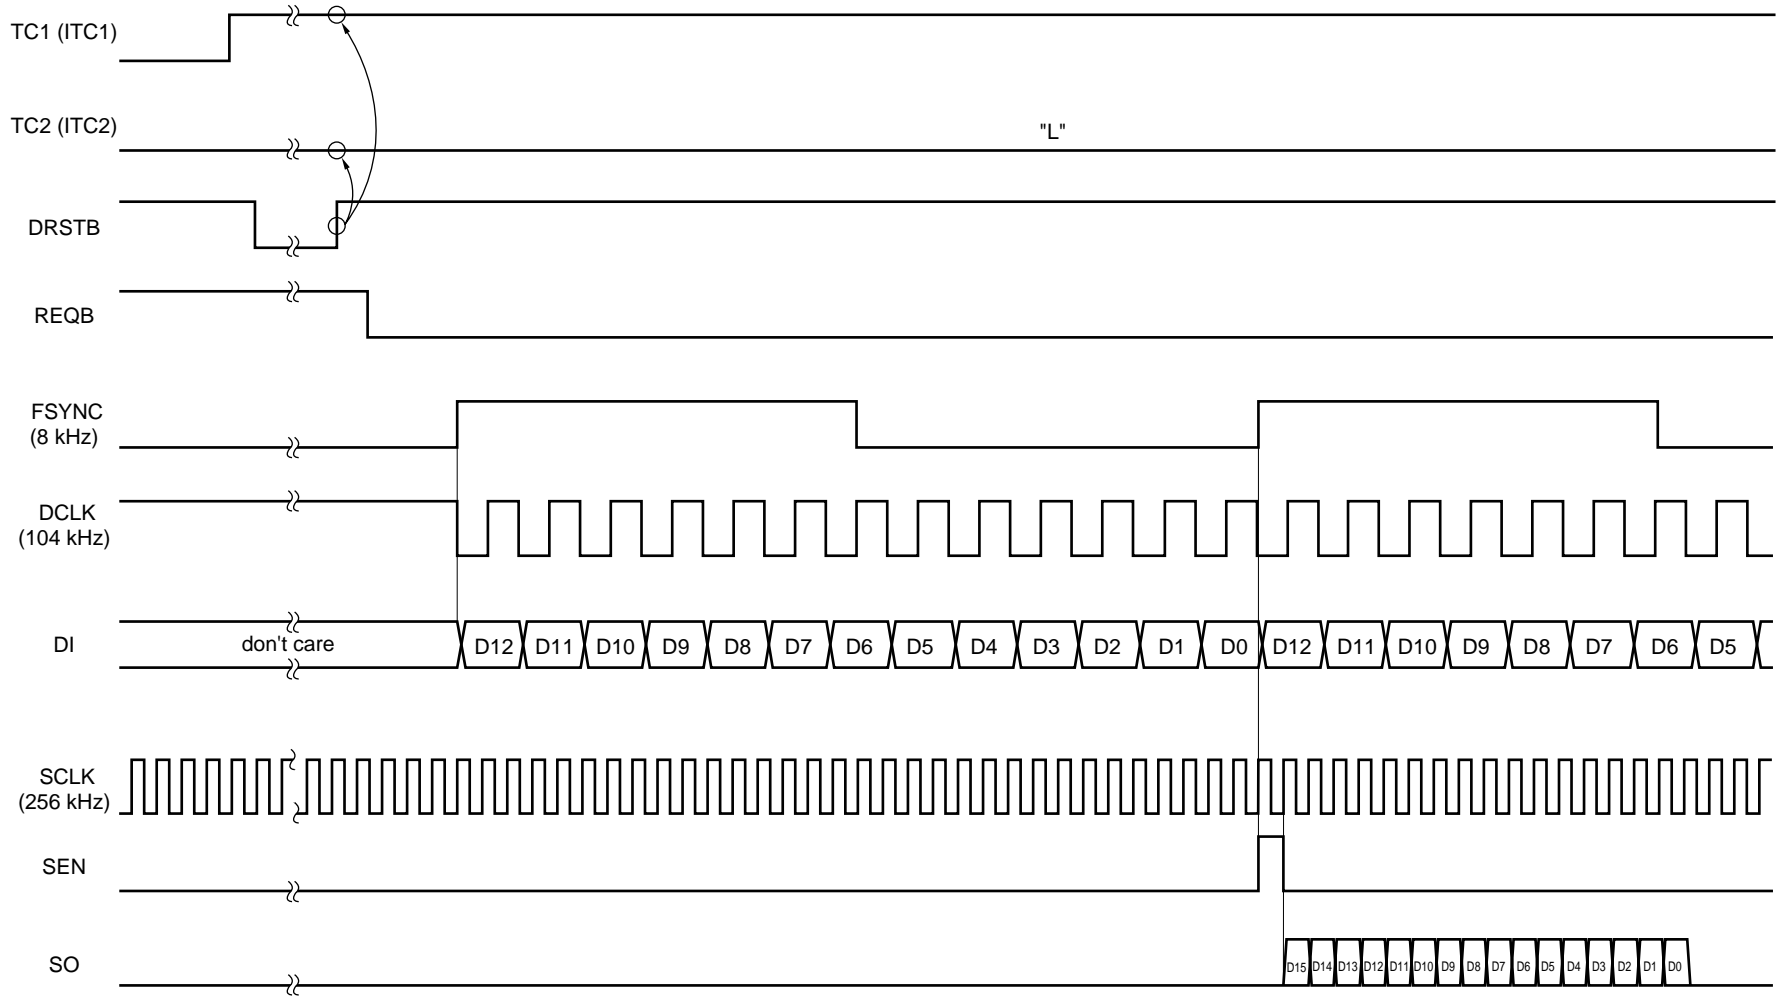 TC1 (ITC1)
TC2 (ITC2)
"L"
DRSTB
REQB
FSYNC
(8 kHz)
DCLK
(104 kHz)
DI
don't care
D12 D11 D10 D9 D8 D7 D6 D5 D4 D3 D2 D1 D0 D12 D11 D10 D9 D8 D7 D6 D5
SCLK
(256 kHz)
SEN
SO
D15 D14 D13 D12 D11 D10 D9 D8 D7 D6 D5 D4 D3 D2 D1 D0